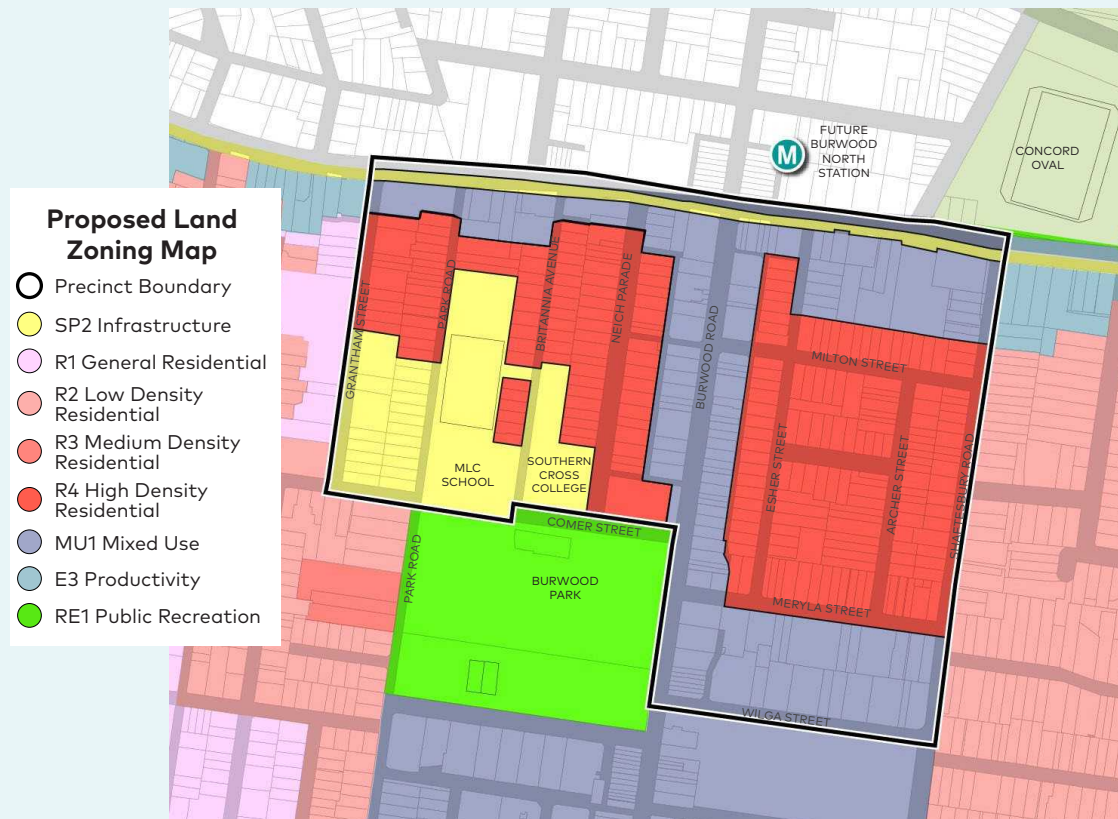 FUTURE
BURWOOD
NORTH
STATION
M
CONCORD
OVAL
Proposed Land
Zoning Map
Precinct Boundary
SP2 Infrastructure
R1 General Residential
R2 Low Density
Residential
R3 Medium Density
Residential
R4 High Density
Residential
MU1 Mixed Use
E3 Productivity
RE1 Public Recreation
GRANTHAM STREET
PARK ROAD
BRITANNIA AVENUE
NEICH PARADE
BURWOOD ROAD
MILTON STREET
ESHER STREET
ARCHER STREET
SHAFTESBURY ROAD
MLC
SCHOOL
SOUTHERN
CROSS
COLLEGE
COMER STREET
PARK ROAD
BURWOOD
PARK
MERYLA STREET
WILGA STREET